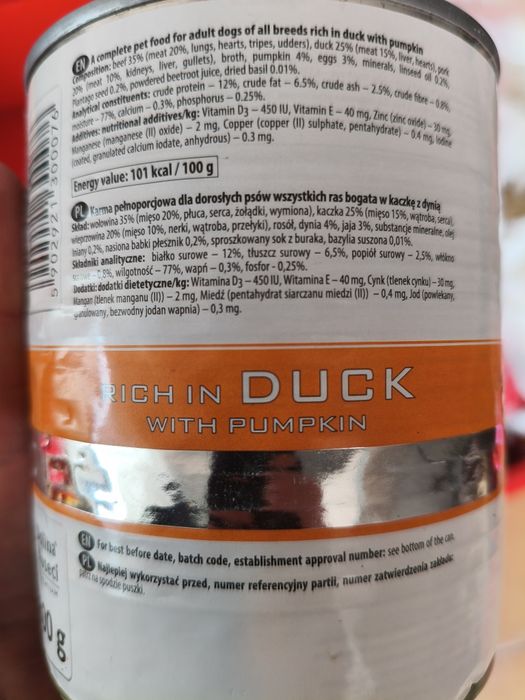 EN A complete pet food for adult dogs of all breeds rich in duck with pumpkin
Composition: beef 35% (meat 20%, lungs, hearts, tripes, udders), duck 25% (meat 15%, liver, hearts), pork
20% (meat 10%, kidneys, liver, gullets), broth, pumpkin 4%, eggs 3%, minerals, linseed oil 0.2%,
Plantago seed 0.2%, powdered beetroot juice, dried basil 0.01%.
Analytical constituents: crude protein – 12%, crude fat – 6.5%, crude ash – 2.5%, crude fibre – 0.8%,
moisture – 77%, calcium – 0.3%, phosphorus – 0.25%.
Additives: nutritional additives/kg: Vitamin D3 – 450 IU, Vitamin E – 40 mg, Zinc (zinc oxide) – 30 mg,
Manganese (manganese (II) oxide) – 2 mg, Copper (copper (II) sulphate, pentahydrate) – 0.4 mg, Iodine
(coated, granulated calcium iodate, anhydrous) – 0.3 mg.
Energy value: 101 kcal / 100 g
PL Karma pełnoporcjowa dla dorosłych psów wszystkich ras bogata w kaczkę z dynią
Skład: wołowina 35% (mięso 20%, płuca, serca, żołądki, wymiona), kaczka 25% (mięso 15%, wątroba, serca),
wieprzowina 20% (mięso 10%, nerki, wątroba, przełyki), rosół, dynia 4%, jaja 3%, substancje mineralne, olej
lniany 0,2%, nasiona babki płesznik 0,2%, sproszkowany sok z buraka, bazylia suszona 0,01%.
Składniki analityczne: białko surowe – 12%, tłuszcz surowy – 6,5%, popiół surowy – 2,5%, włókno
surowe – 0,8%, wilgotność – 77%, wapń – 0,3%, fosfor - 0,25%.
Dodatki: dodatki dietetyczne/kg: Witamina D3 – 450 IU, Witamina E – 40 mg, Cynk (tlenek cynku) – 30 mg,
Mangan (tlenek manganu (II)) – 2 mg, Miedź (pentahydrat siarczanu miedzi (II)) – 0,4 mg, Jod (powlekany,
granulowany, bezwodny jodan wapnia) – 0,3 mg.
5 902921 300076
RICH IN DUCK
WITH PUMPKIN
EN For best before date, batch code, establishment approval number: see bottom of the can.
PL Najlepiej wykorzystać przed, numer referencyjny partii, numer zatwierdzenia zakładu:
patrz na spodzie puszki.